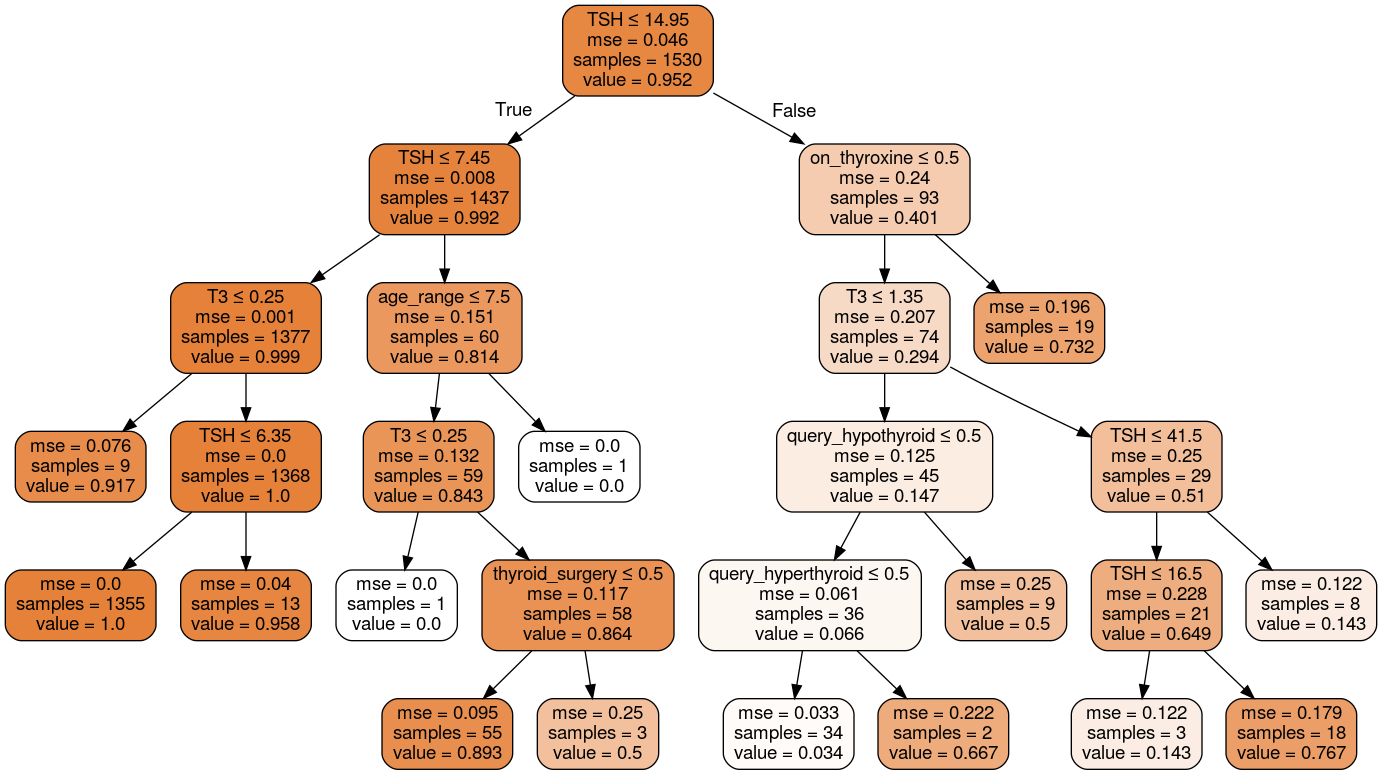 TSH ≤ 14.95
mse = 0.046
samples = 1530
value = 0.952
True
False
TSH ≤ 7.45
mse = 0.008
samples = 1437
value = 0.992
on_thyroxine ≤ 0.5
mse = 0.24
samples = 93
value = 0.401
T3 ≤ 0.25
mse = 0.001
samples = 1377
value = 0.999
age_range ≤ 7.5
mse = 0.151
samples = 60
value = 0.814
T3 ≤ 1.35
mse = 0.207
samples = 74
value = 0.294
mse = 0.196
samples = 19
value = 0.732
mse = 0.076
samples = 9
value = 0.917
TSH ≤ 6.35
mse = 0.0
samples = 1368
value = 1.0
T3 ≤ 0.25
mse = 0.132
samples = 59
value = 0.843
mse = 0.0
samples = 1
value = 0.0
query_hypothyroid ≤ 0.5
mse = 0.125
samples = 45
value = 0.147
TSH ≤ 41.5
mse = 0.25
samples = 29
value = 0.51
mse = 0.0
samples = 1355
value = 1.0
mse = 0.04
samples = 13
value = 0.958
mse = 0.0
samples = 1
value = 0.0
thyroid_surgery ≤ 0.5
mse = 0.117
samples = 58
value = 0.864
query_hyperthyroid ≤ 0.5
mse = 0.061
samples = 36
value = 0.066
mse = 0.25
samples = 9
value = 0.5
TSH ≤ 16.5
mse = 0.228
samples = 21
value = 0.649
mse = 0.122
samples = 8
value = 0.143
mse = 0.095
samples = 55
value = 0.893
mse = 0.25
samples = 3
value = 0.5
mse = 0.033
samples = 34
value = 0.034
mse = 0.222
samples = 2
value = 0.667
mse = 0.122
samples = 3
value = 0.143
mse = 0.179
samples = 18
value = 0.767